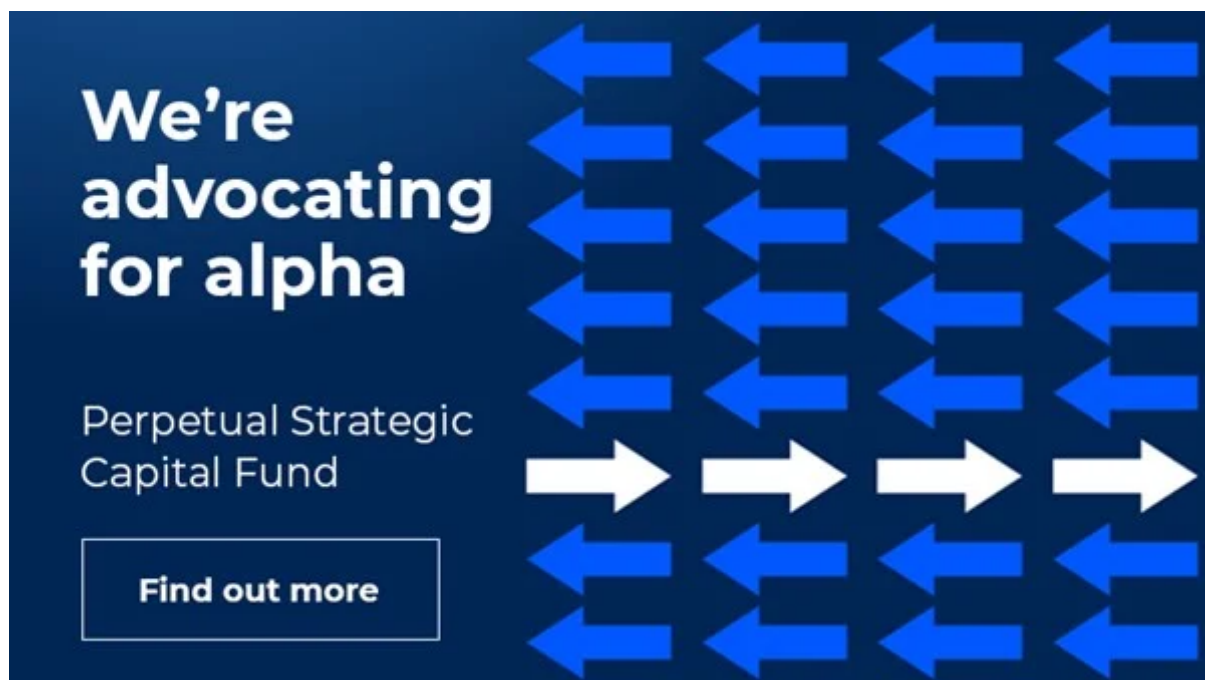 We’re
advocating
for alpha
Perpetual Strategic
Capital Fund
Find out more